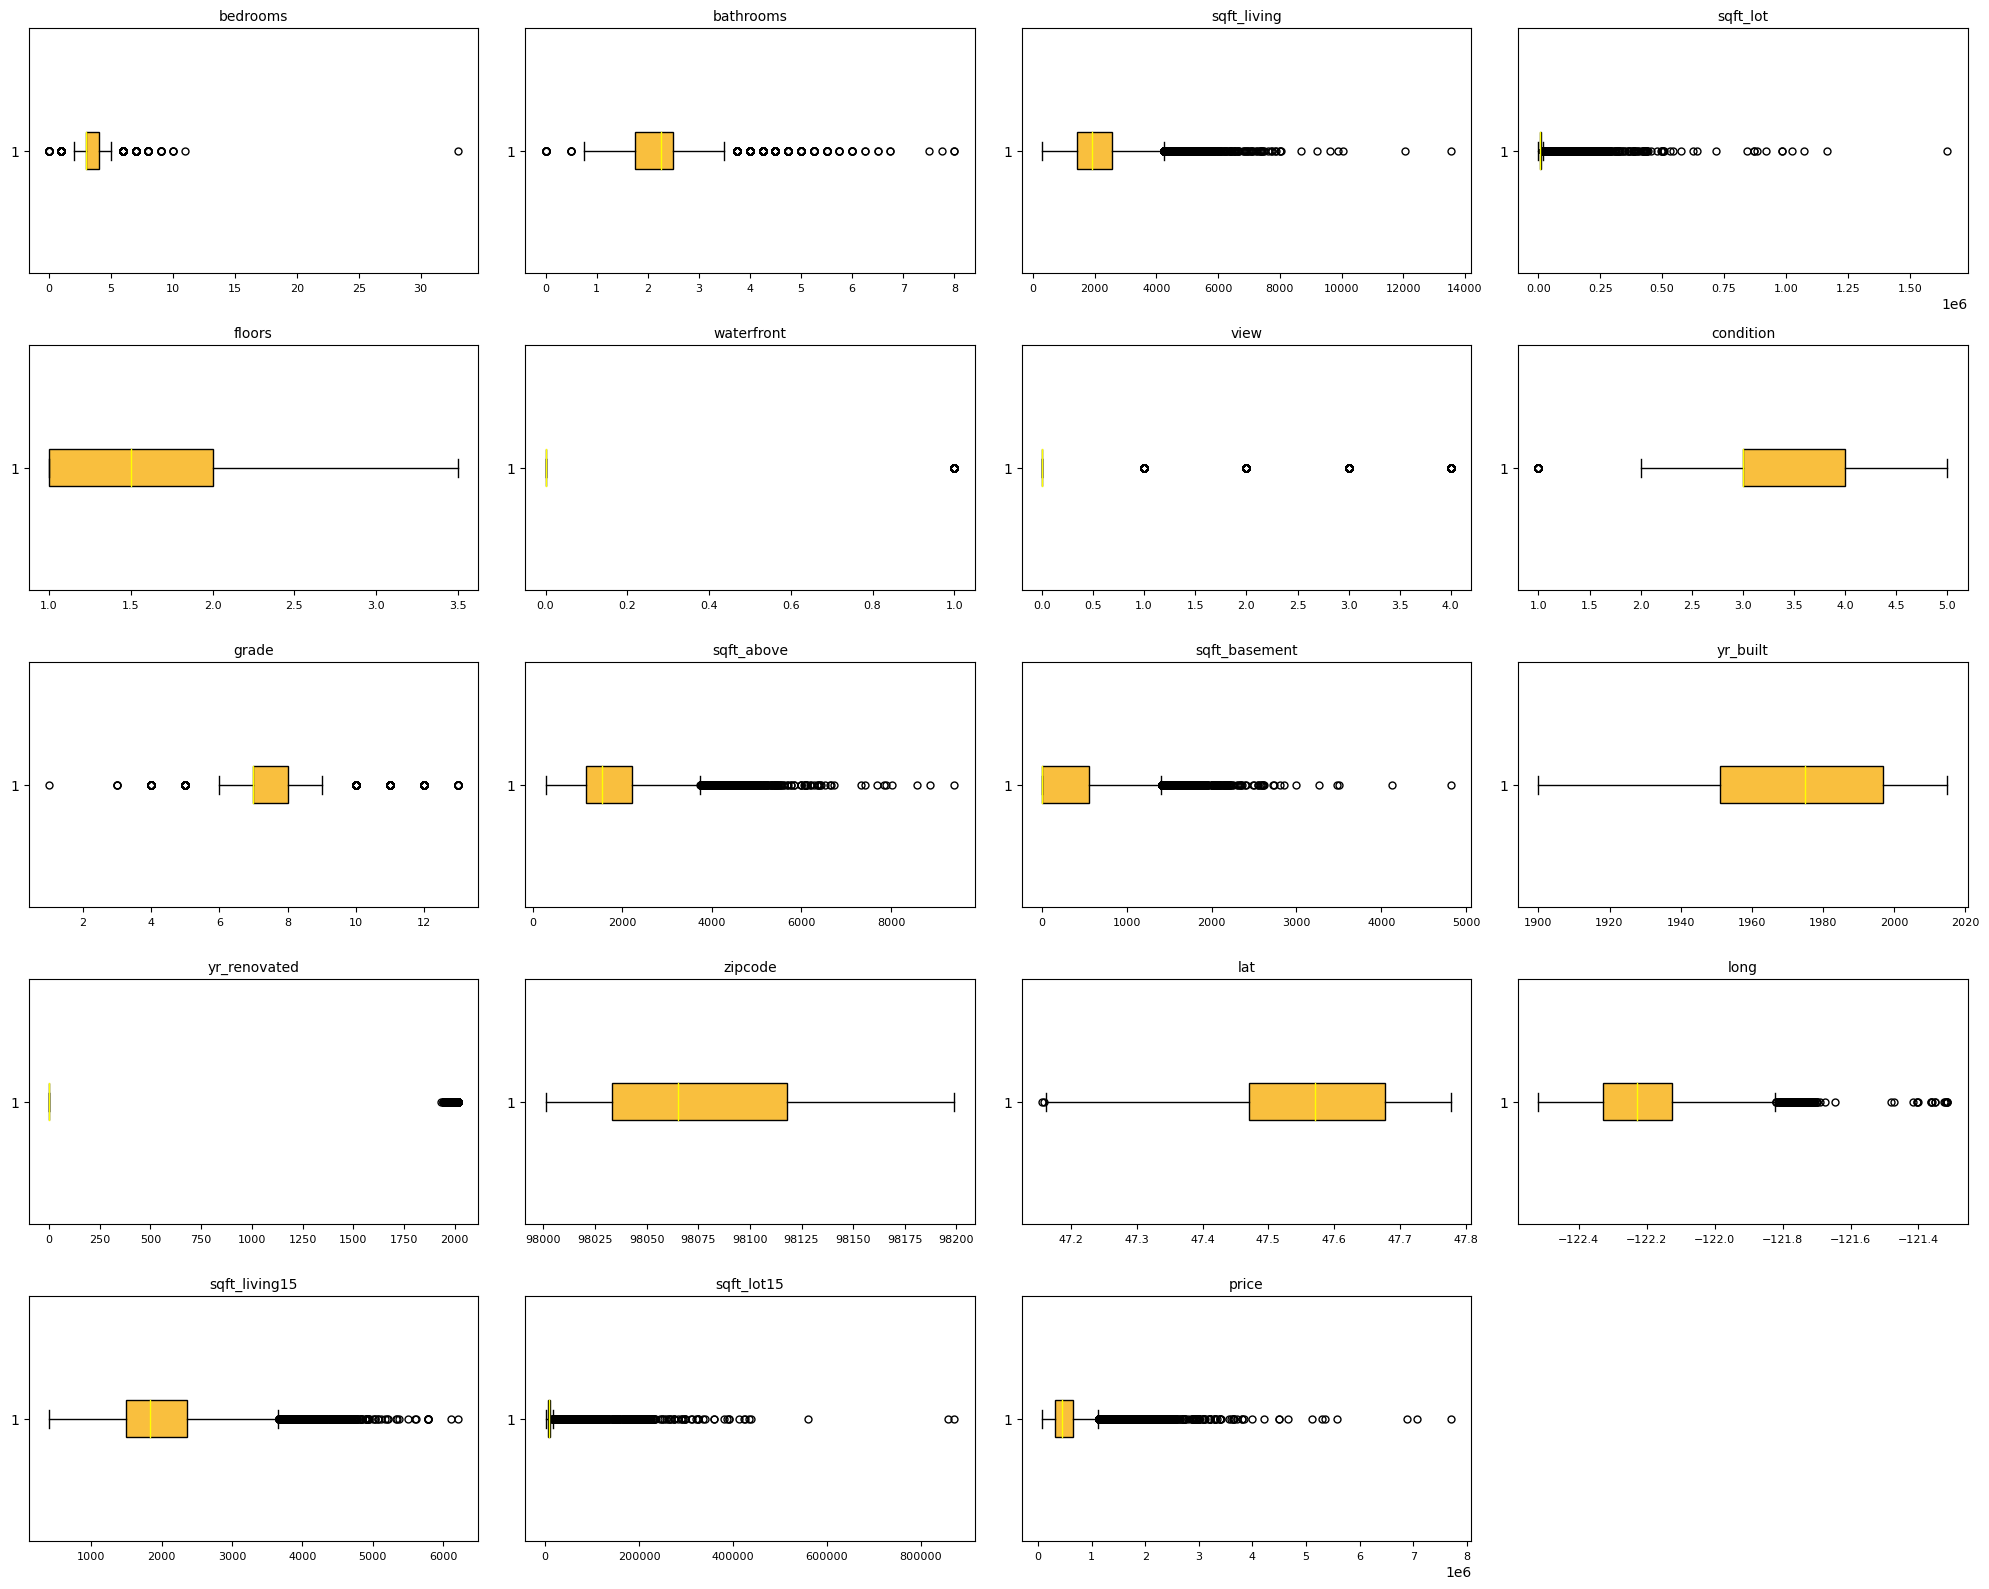 bedrooms bathrooms sqft_living sqft_lot
1 1 1 1
0 5 10 15 20 25 30 0 1 2 3 4 5 6 7 8 0 2000 4000 6000 8000 10000 12000 14000 0.00 0.25 0.50 0.75 1.00 1.25 1.50
1e6
floors waterfront view condition
1 1 1 1
1.0 1.5 2.0 2.5 3.0 3.5 0.0 0.2 0.4 0.6 0.8 1.0 0.0 0.5 1.0 1.5 2.0 2.5 3.0 3.5 4.0 1.0 1.5 2.0 2.5 3.0 3.5 4.0 4.5 5.0
grade sqft_above sqft_basement yr_built
1 1 1 1
2 4 6 8 10 12 0 2000 4000 6000 8000 0 1000 2000 3000 4000 5000 1900 1920 1940 1960 1980 2000 2020
yr_renovated zipcode lat long
1 1 1 1
0 250 500 750 1000 1250 1500 1750 2000 98000 98025 98050 98075 98100 98125 98150 98175 98200 47.2 47.3 47.4 47.5 47.6 47.7 47.8 −122.4 −122.2 −122.0 −121.8 −121.6 −121.4
sqft_living15 sqft_lot15 price
1 1 1
1000 2000 3000 4000 5000 6000 0 200000 400000 600000 800000 0 1 2 3 4 5 6 7 8
1e6